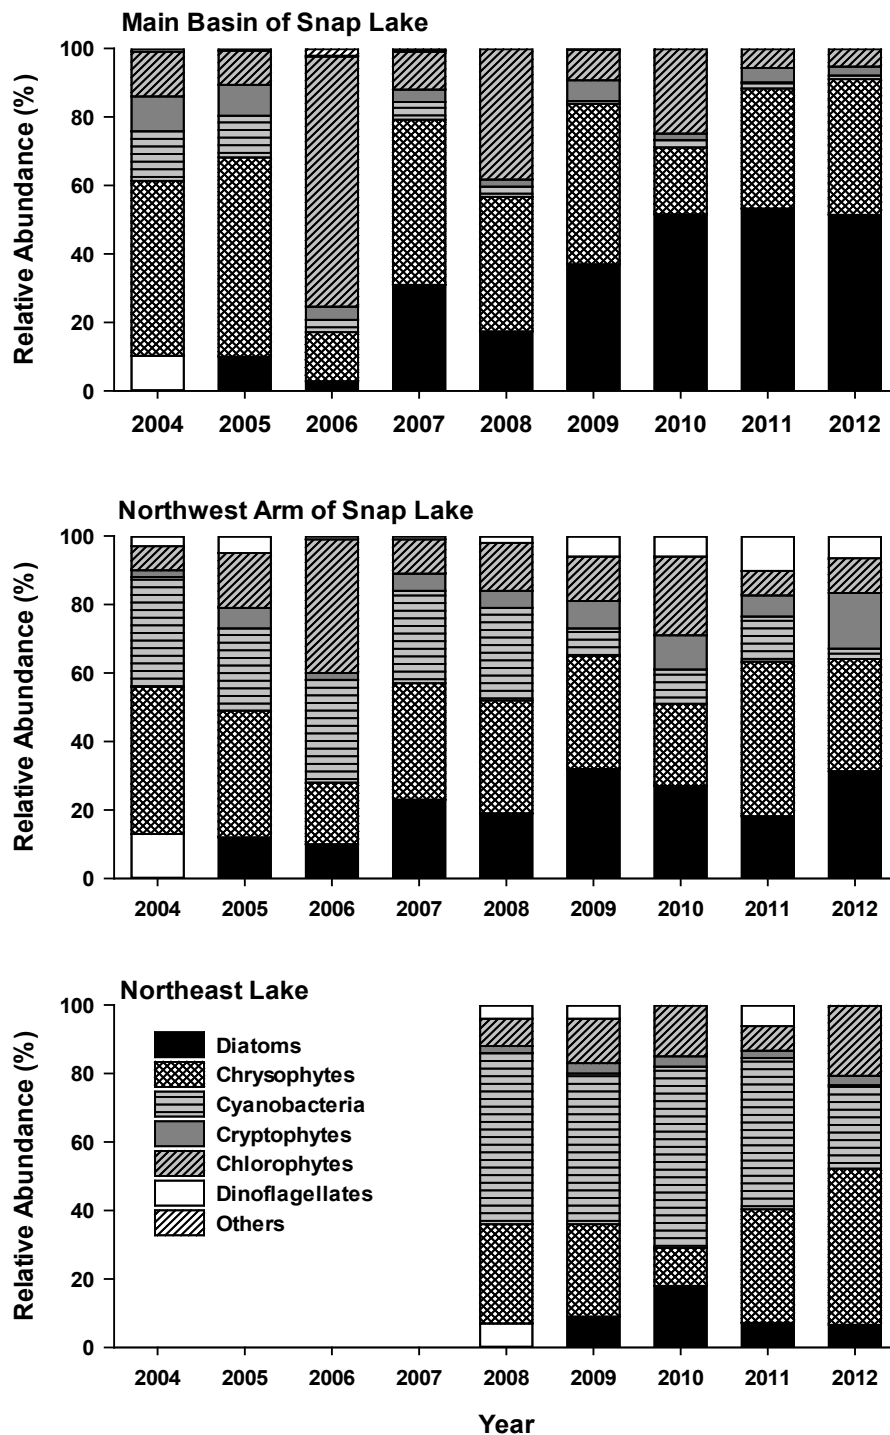 Main Basin of Snap Lake
Relative Abundance (%)
100
80
60
40
20
0
2004 2005 2006 2007 2008 2009 2010 2011 2012
Northwest Arm of Snap Lake
Relative Abundance (%)
100
80
60
40
20
0
2004 2005 2006 2007 2008 2009 2010 2011 2012
Northeast Lake
Relative Abundance (%)
100
80
60
40
20
0
Diatoms
Chrysophytes
Cyanobacteria
Cryptophytes
Chlorophytes
Dinoflagellates
Others
2004 2005 2006 2007 2008 2009 2010 2011 2012
Year